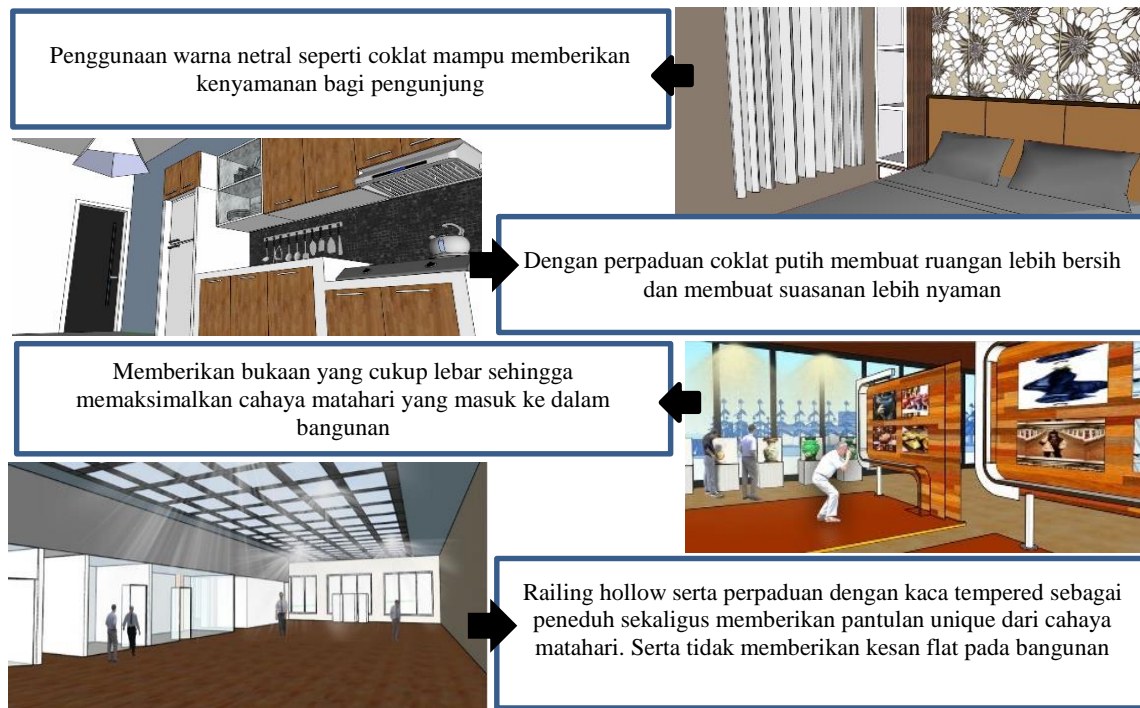 Penggunaan warna netral seperti coklat mampu memberikan
kenyamanan bagi pengunjung
Dengan perpaduan coklat putih membuat ruangan lebih bersih
dan membuat suasanan lebih nyaman
Memberikan bukaan yang cukup lebar sehingga
memaksimalkan cahaya matahari yang masuk ke dalam
bangunan
Railing hollow serta perpaduan dengan kaca tempered sebagai
peneduh sekaligus memberikan pantulan unique dari cahaya
matahari. Serta tidak memberikan kesan flat pada bangunan